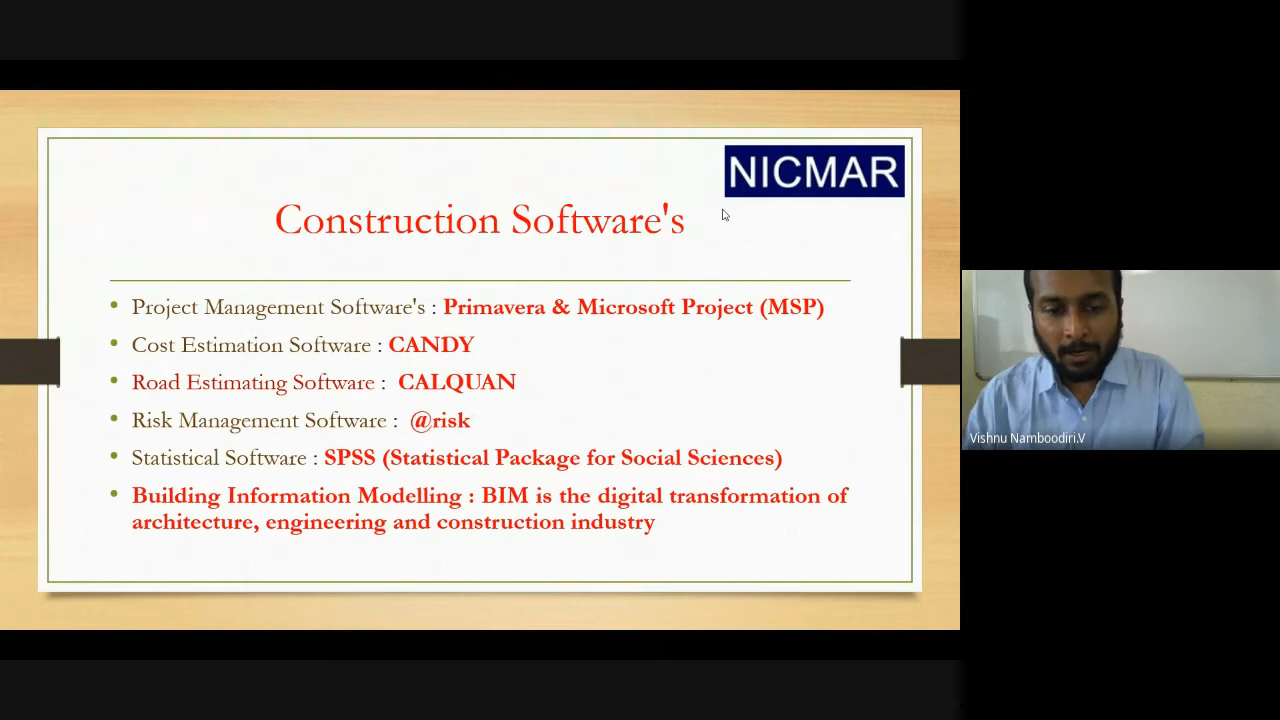 NICMAR
Construction Software's
• Project Management Software's : Primavera & Microsoft Project (MSP)
• Cost Estimation Software : CANDY
• Road Estimating Software : CALQUAN
• Risk Management Software : @risk
• Statistical Software : SPSS (Statistical Package for Social Sciences)
• Building Information Modelling : BIM is the digital transformation of
architecture, engineering and construction industry
Vishnu Namboodiri.V